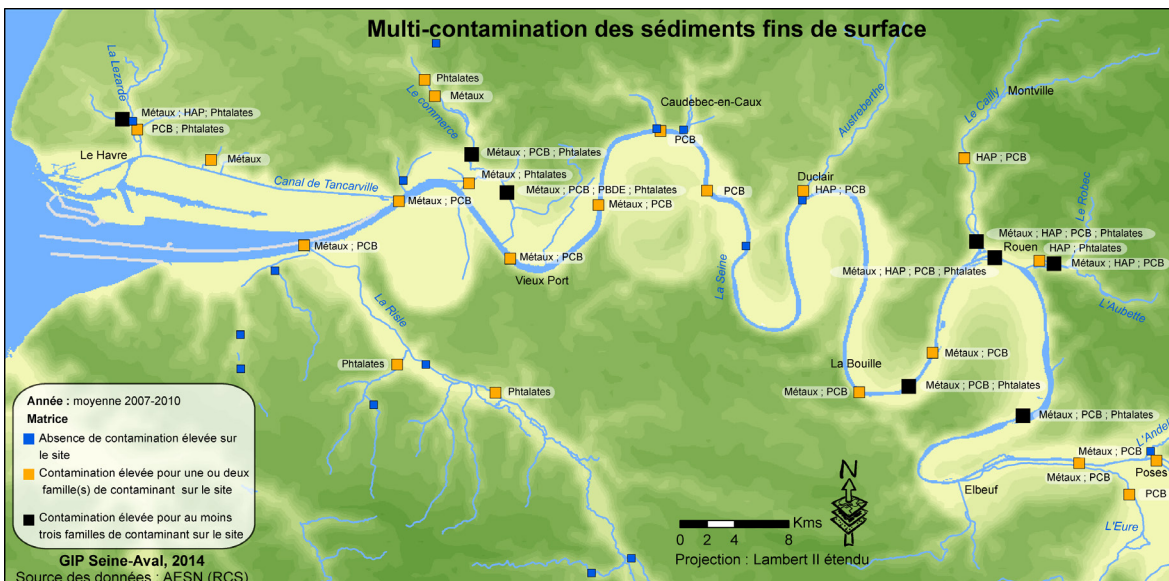 Multi-contamination des sédiments fins de surface
La Lezarde
Métaux ; HAP; Phtalates
PCB ; Phtalates
Le Havre
Métaux
Canal de Tancarville
Phtalates
Métaux
Le commerce
Métaux ; PCB ; Phtalates
Métaux ; Phtalates
Métaux ; PCB ; PBDE ; Phtalates
Métaux ; PCB
Métaux ; PCB
Métaux ; PCB
Métaux ; PCB
Vieux Port
Caudebec-en-Caux
PCB
PCB
La Seine
Austreberthe
Duclair
HAP ; PCB
Le Cailly
Montville
HAP ; PCB
Le Robec
Métaux ; HAP ; PCB ; Phtalates
Rouen
HAP ; Phtalates
Métaux ; HAP ; PCB ; Phtalates
Métaux ; HAP ; PCB
L'Aubette
La Risle
Phtalates
Phtalates
La Bouille
Métaux ; PCB
Métaux ; PCB
Métaux ; PCB ; Phtalates
Métaux ; PCB ; Phtalates
Elbeuf
Métaux ; PCB
L'Andel
Poses
Métaux ; PCB
PCB
L'Eure
Année : moyenne 2007-2010
Matrice
Absence de contamination élevée sur
le site
Contamination élevée pour une ou deux
famille(s) de contaminant sur le site
Contamination élevée pour au moins
trois familles de contaminant sur le site
GIP Seine-Aval, 2014
Source des données : AESN (RCS)
N
0 2 4 8 Kms
Projection : Lambert II étendu